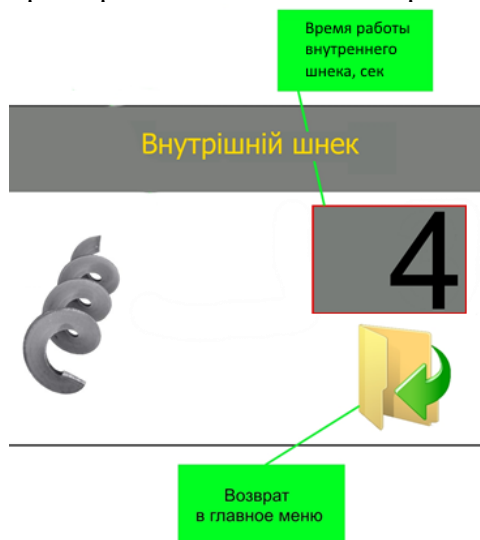 Время работы
внутреннего
шнека, сек
Внутрішній шнек
4
Возврат
в главное меню